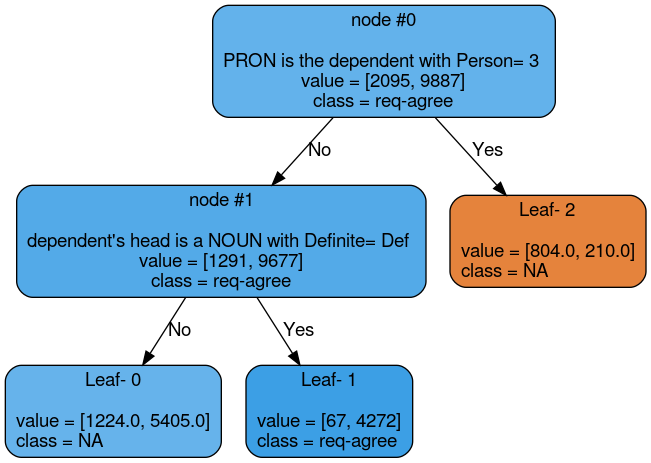 node #0
PRON is the dependent with Person= 3
value = [2095, 9887]
class = req-agree
No
Yes
node #1
dependent's head is a NOUN with Definite= Def
value = [1291, 9677]
class = req-agree
Leaf- 2
value = [804.0, 210.0]
class = NA
No
Yes
Leaf- 0
value = [1224.0, 5405.0]
class = NA
Leaf- 1
value = [67, 4272]
class = req-agree